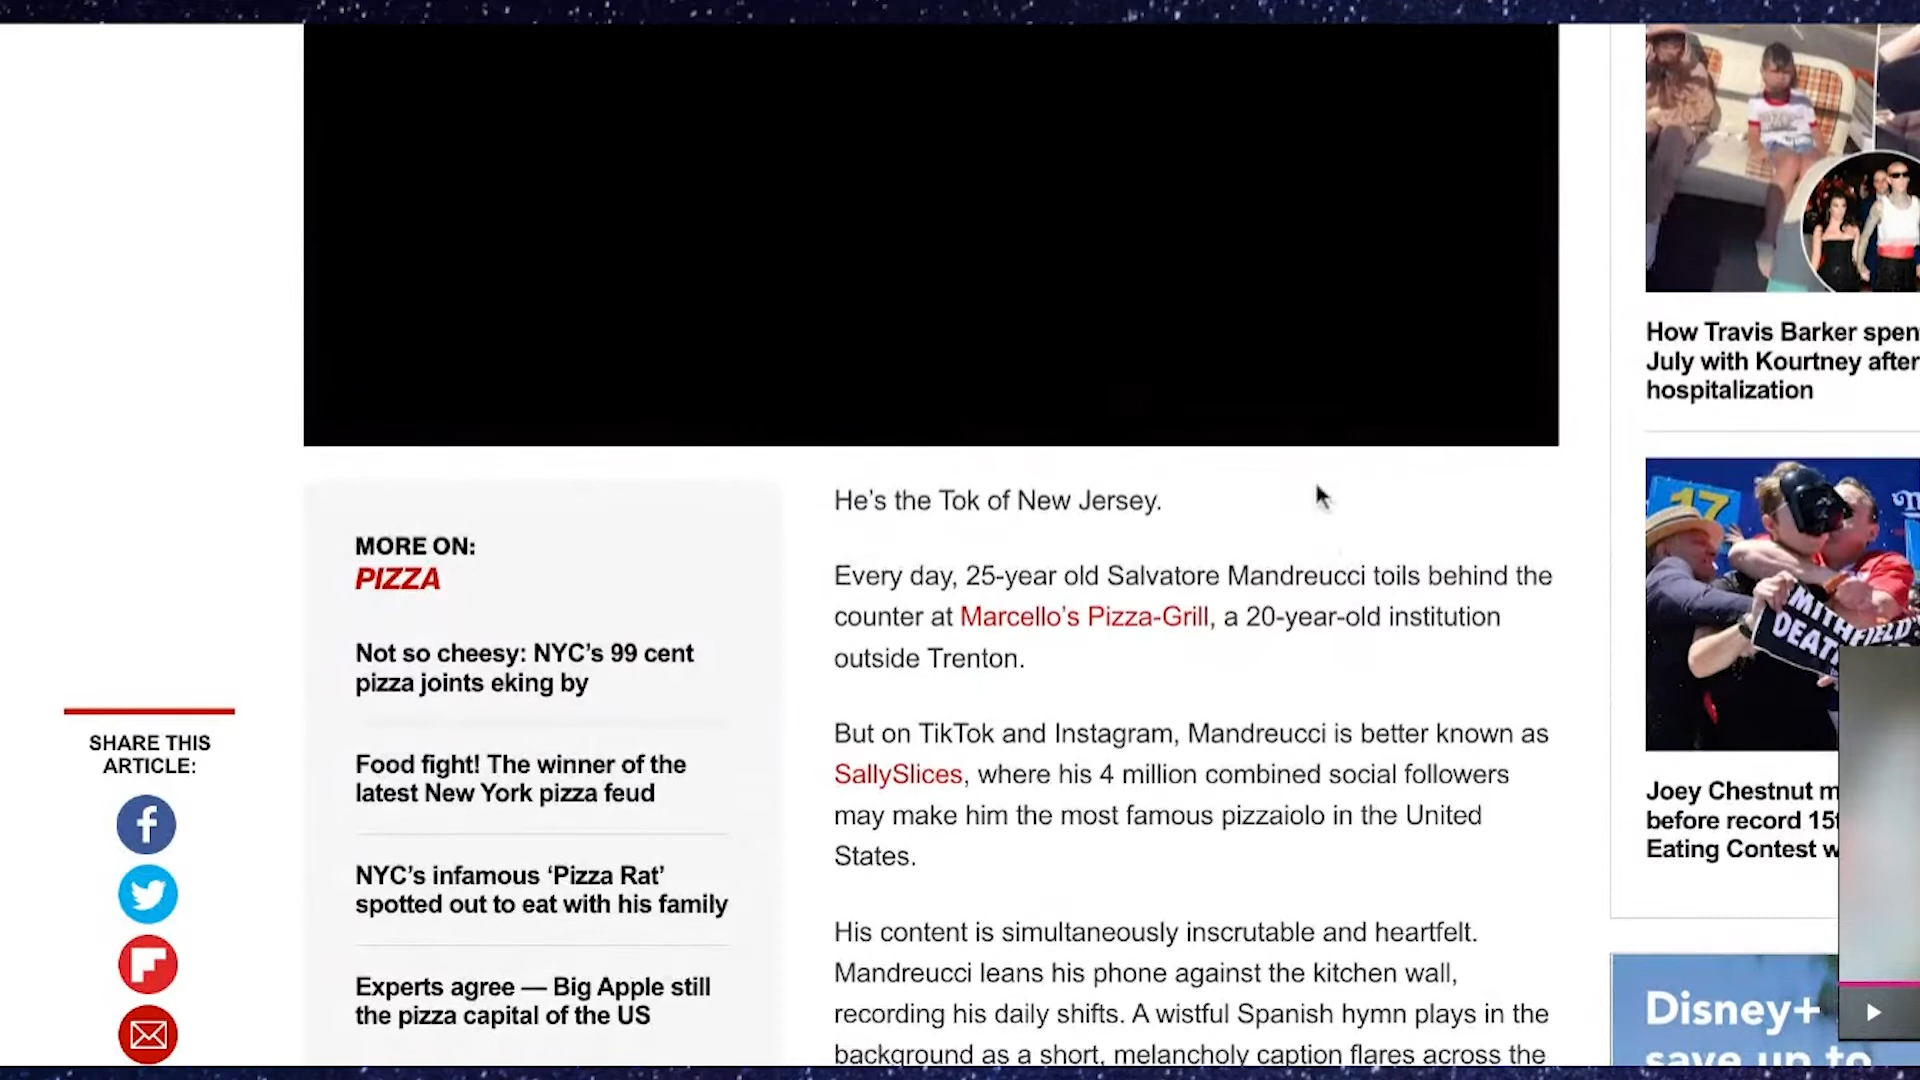 SHARE THIS
ARTICLE:
MORE ON:
PIZZA
Not so cheesy: NYC’s 99 cent
pizza joints eking by
Food fight! The winner of the
latest New York pizza feud
NYC’s infamous ‘Pizza Rat’
spotted out to eat with his family
Experts agree — Big Apple still
the pizza capital of the US
He’s the Tok of New Jersey.
Every day, 25-year old Salvatore Mandreucci toils behind the
counter at Marcello’s Pizza-Grill, a 20-year-old institution
outside Trenton.
But on TikTok and Instagram, Mandreucci is better known as
SallySlices, where his 4 million combined social followers
may make him the most famous pizzaiolo in the United
States.
His content is simultaneously inscrutable and heartfelt.
Mandreucci leans his phone against the kitchen wall,
recording his daily shifts. A wistful Spanish hymn plays in the
background as a short, melancholy caption flares across the
How Travis Barker spen
July with Kourtney after
hospitalization
17
MITHFIELD'S
DEAT
Joey Chestnut m
before record 15t
Eating Contest w
Disney+
save up to